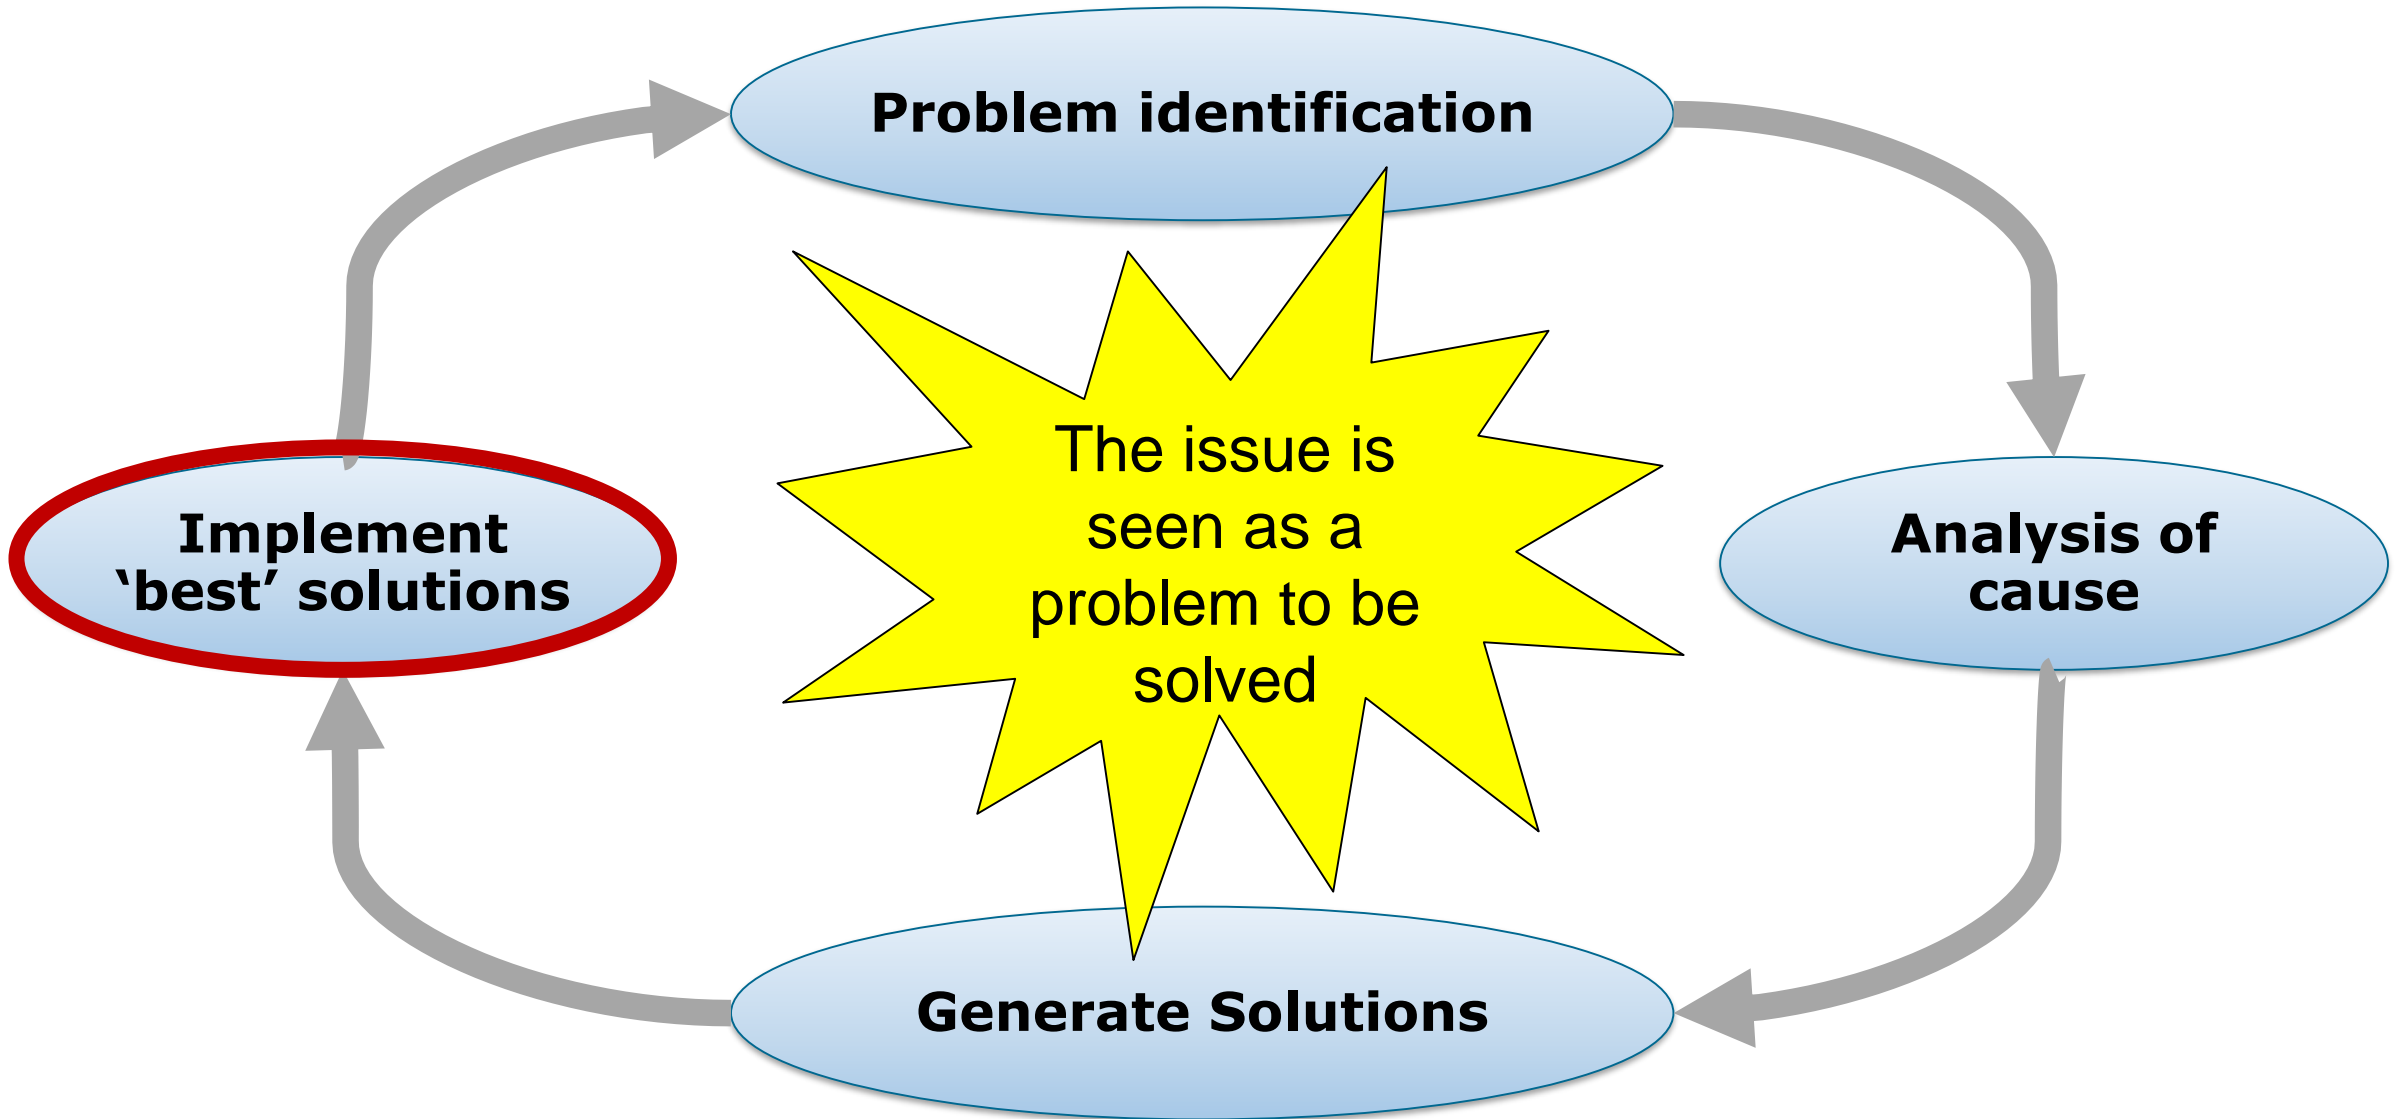 Problem identification
The issue is
seen as a
problem to be
solved
Implement
‘best’ solutions
Analysis of
cause
Generate Solutions